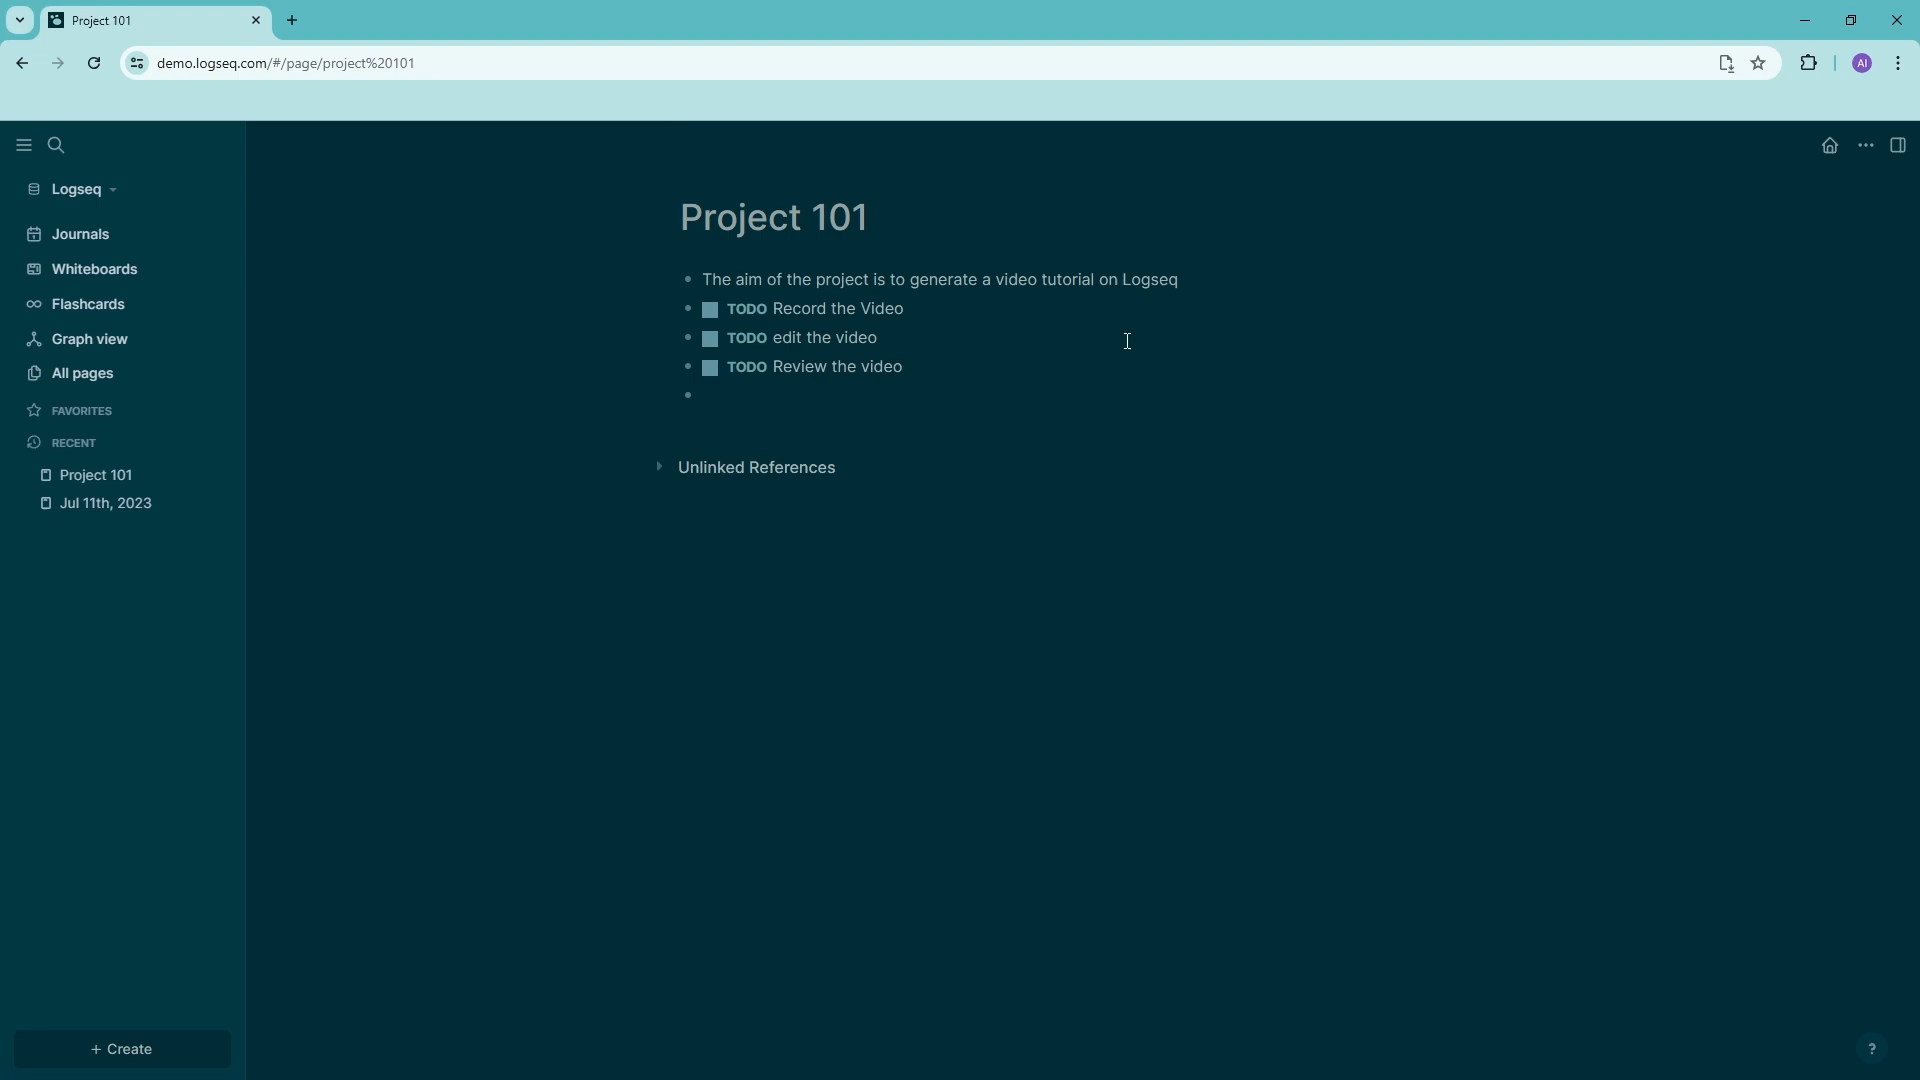 Project 101
demo.logseq.com/#/page/project%20101
AI
Logseq
Journals
Whiteboards
Flashcards
Graph view
All pages
FAVORITES
RECENT
Project 101
Jul 11th, 2023
+ Create
Project 101
The aim of the project is to generate a video tutorial on Logseq
TODO Record the Video
TODO edit the video
TODO Review the video
Unlinked References
?